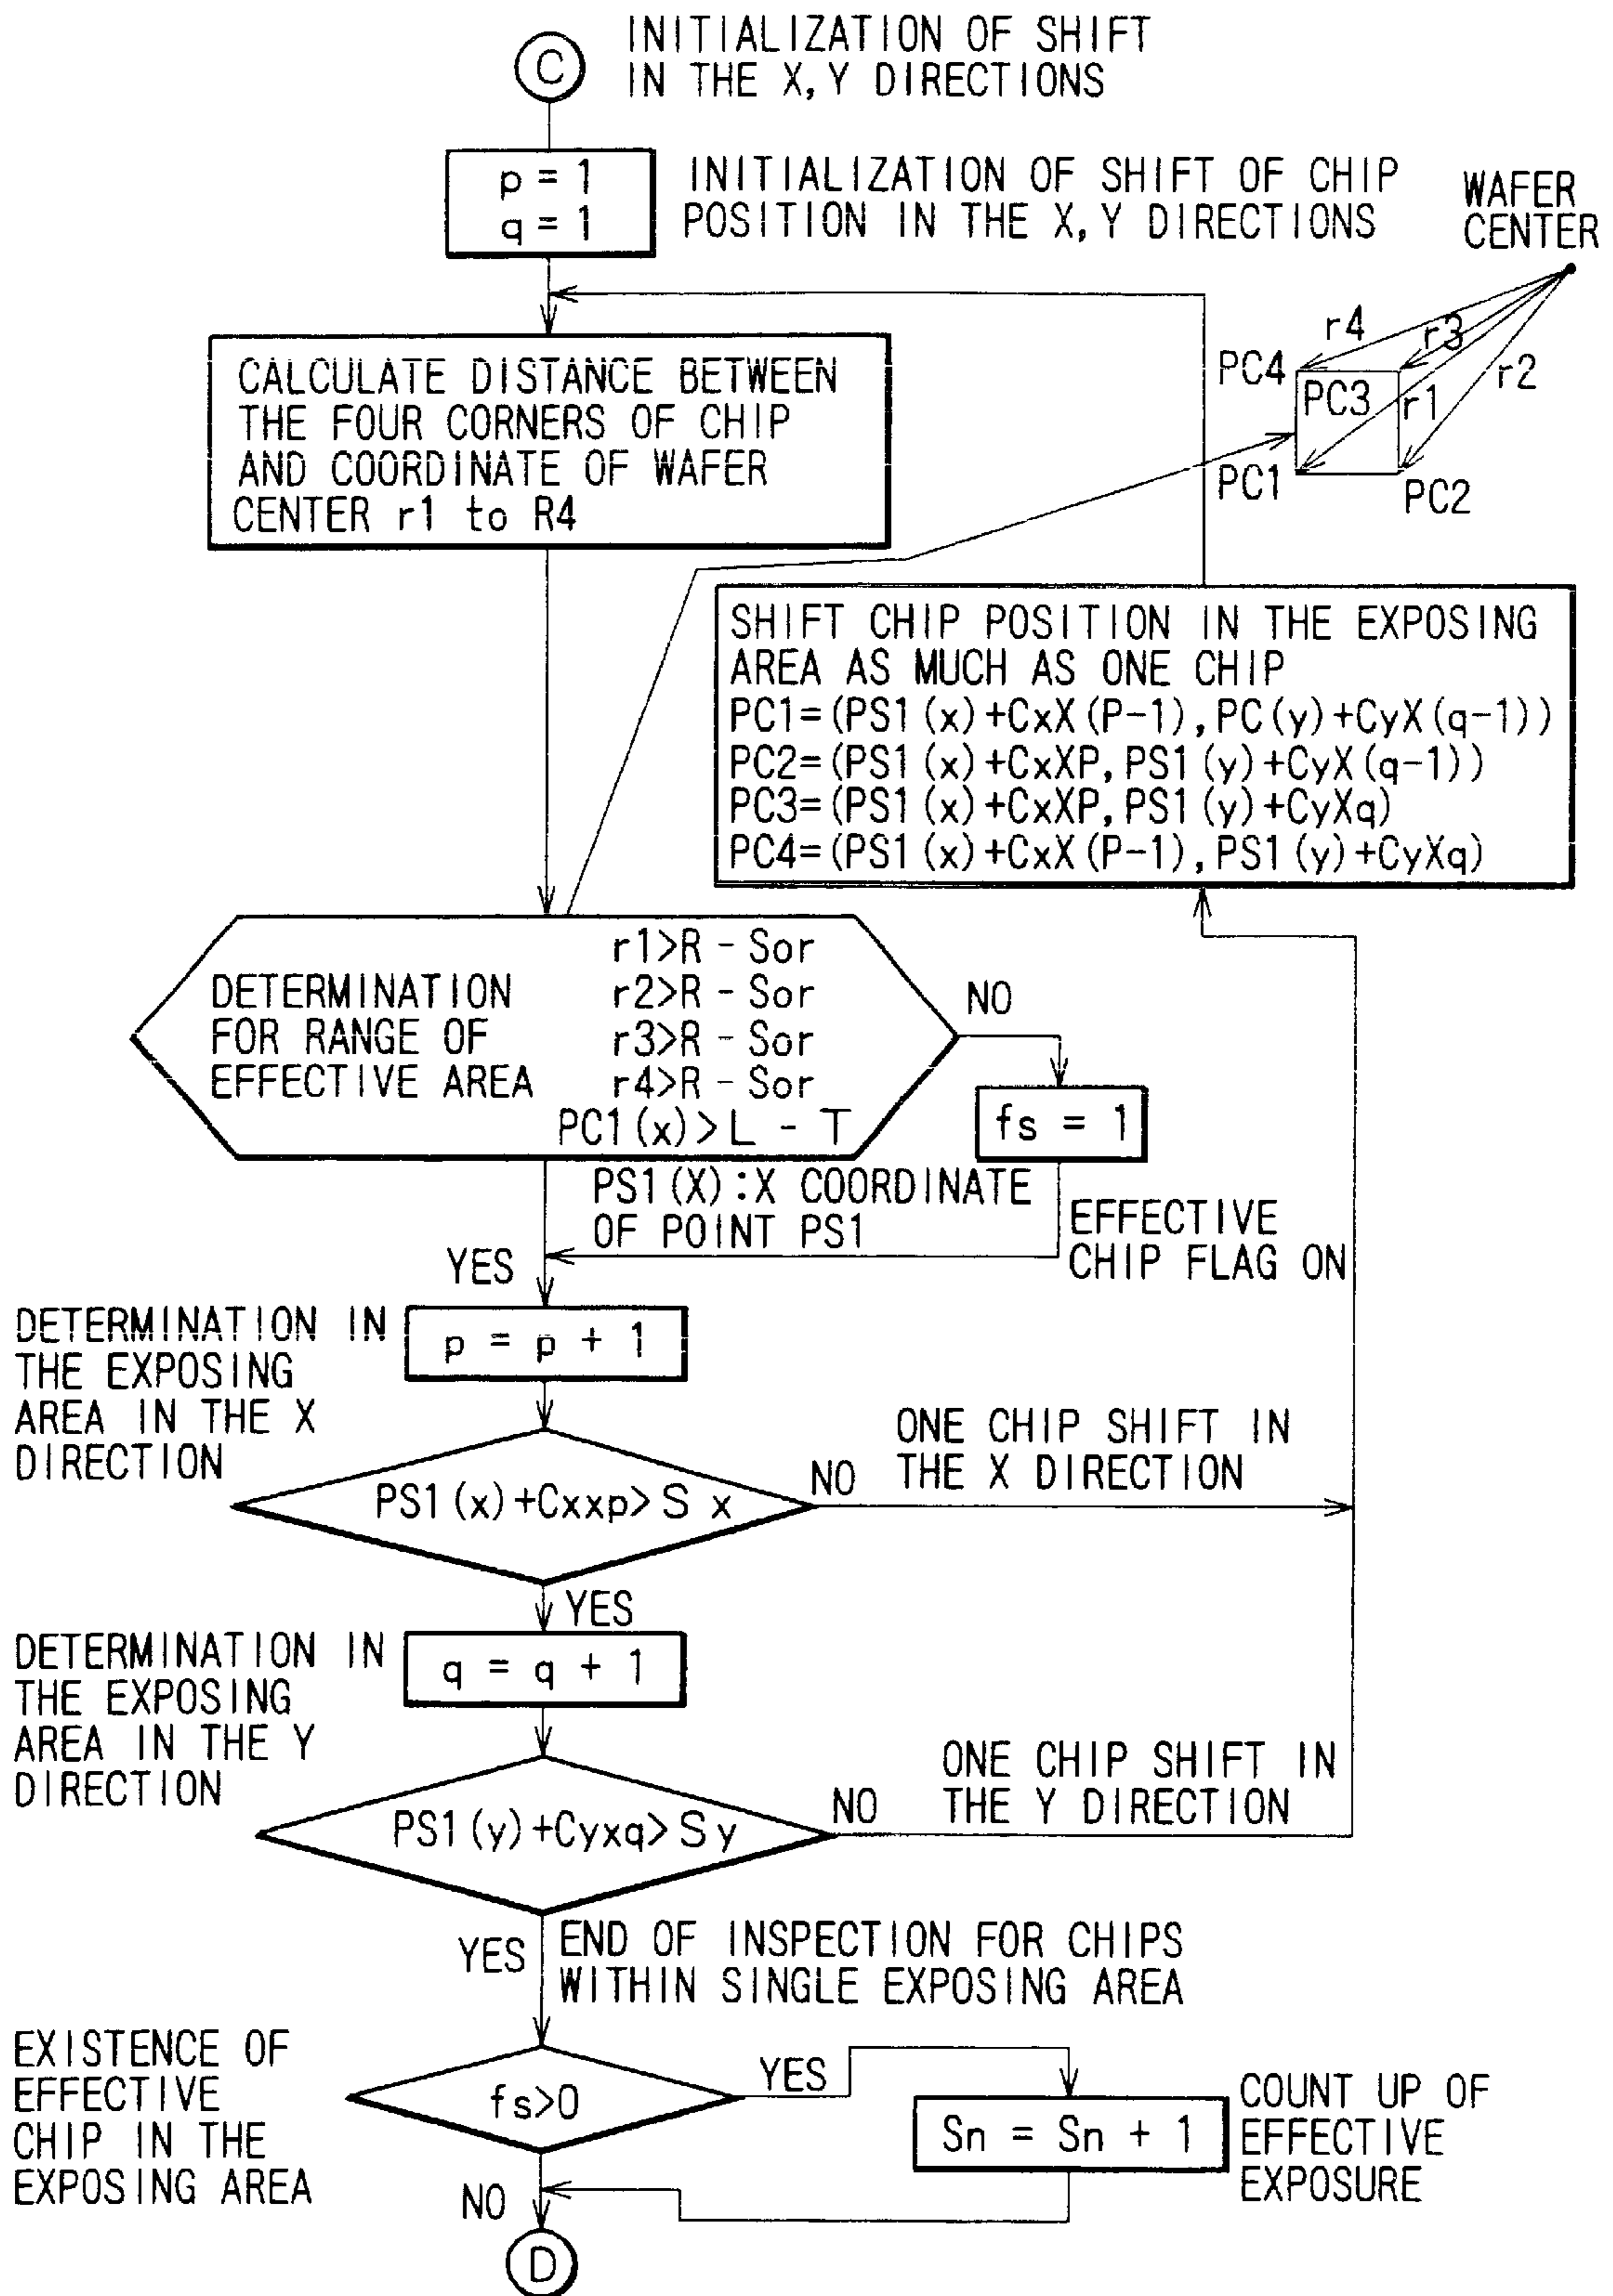 C
INITIALIZATION OF SHIFT
IN THE X,Y DIRECTIONS
p = 1
q = 1
INITIALIZATION OF SHIFT OF CHIP
POSITION IN THE X,Y DIRECTIONS
WAFER
CENTER
r4
r3
r2
PC4
PC3
r1
PC1
PC2
CALCULATE DISTANCE BETWEEN
THE FOUR CORNERS OF CHIP
AND COORDINATE OF WAFER
CENTER r1 to R4
SHIFT CHIP POSITION IN THE EXPOSING
AREA AS MUCH AS ONE CHIP
PC1=(PS1(x)+CxX(P-1),PC(y)+CyX(q-1))
PC2=(PS1(x)+CxXP,PS1(y)+CyX(q-1))
PC3=(PS1(x)+CxXP,PS1(y)+CyXq)
PC4=(PS1(x)+CxX(P-1),PS1(y)+CyXq)
DETERMINATION
FOR RANGE OF
EFFECTIVE AREA
r1>R - Sor
r2>R - Sor
r3>R - Sor
r4>R - Sor
PC1(x)>L - T
NO
fs = 1
PS1(X):X COORDINATE
OF POINT PS1
EFFECTIVE
CHIP FLAG ON
YES
DETERMINATION IN
THE EXPOSING
AREA IN THE X
DIRECTION
p = p + 1
PS1(x)+Cxxp>S x
NO
ONE CHIP SHIFT IN
THE X DIRECTION
YES
DETERMINATION IN
THE EXPOSING
AREA IN THE Y
DIRECTION
q = q + 1
PS1(y)+Cyxq>Sy
NO
ONE CHIP SHIFT IN
THE Y DIRECTION
YES
END OF INSPECTION FOR CHIPS
WITHIN SINGLE EXPOSING AREA
EXISTENCE OF
EFFECTIVE
CHIP IN THE
EXPOSING AREA
fs>0
YES
Sn = Sn + 1
COUNT UP OF
EFFECTIVE
EXPOSURE
NO
D